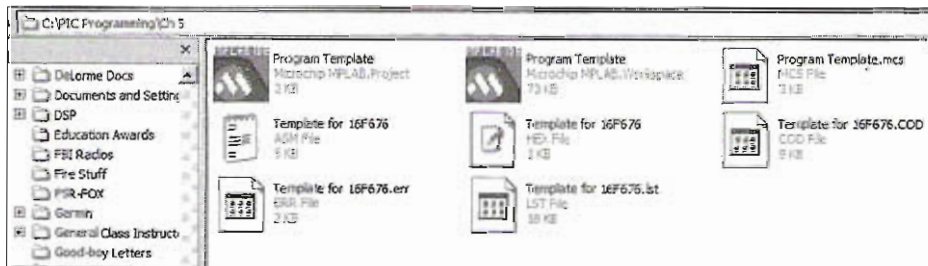 C:\PIC Programming\Ch 5
DeLorme Docs
Documents and Setting
DSP
Education Awards
FBI Radios
Fire Stuff
PSR-FOX
Garmin
General Class Instruct
Good-boy Letters
Program Template
Microchip MPLAB.Project
2 KB
Program Template
Microchip MPLAB.Workspace
73 KB
Program Template.mcs
MCS File
3 KB
Template for 16F676
ASM File
5 KB
Template for 16F676
HEX File
Template for 16F676.COD
COD File
9 KB
Template for 16F676.err
ERR File
2 KB
Template for 16F676.lst
LST File
18 KB